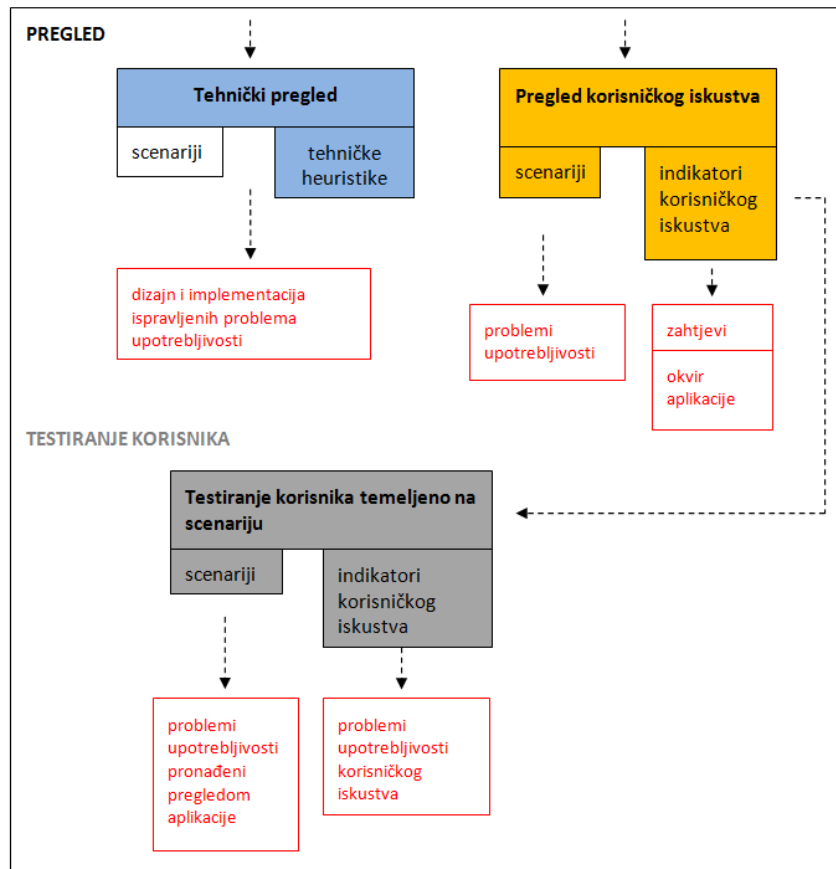 PREGLED
Tehnički pregled
scenariji
tehničke
heuristike
dizajn i implementacija
ispravljenih problema
upotrebljivosti
Pregled korisničkog iskustva
scenariji
indikatori
korisničkog
iskustva
problemi
upotrebljivosti
zahtjevi
okvir
aplikacije
TESTIRANJE KORISNIKA
Testiranje korisnika temeljeno na
scenariju
scenariji
indikatori
korisničkog
iskustva
problemi
upotrebljivosti
pronađeni
pregledom
aplikacije
problemi
upotrebljivosti
korisničkog
iskustva